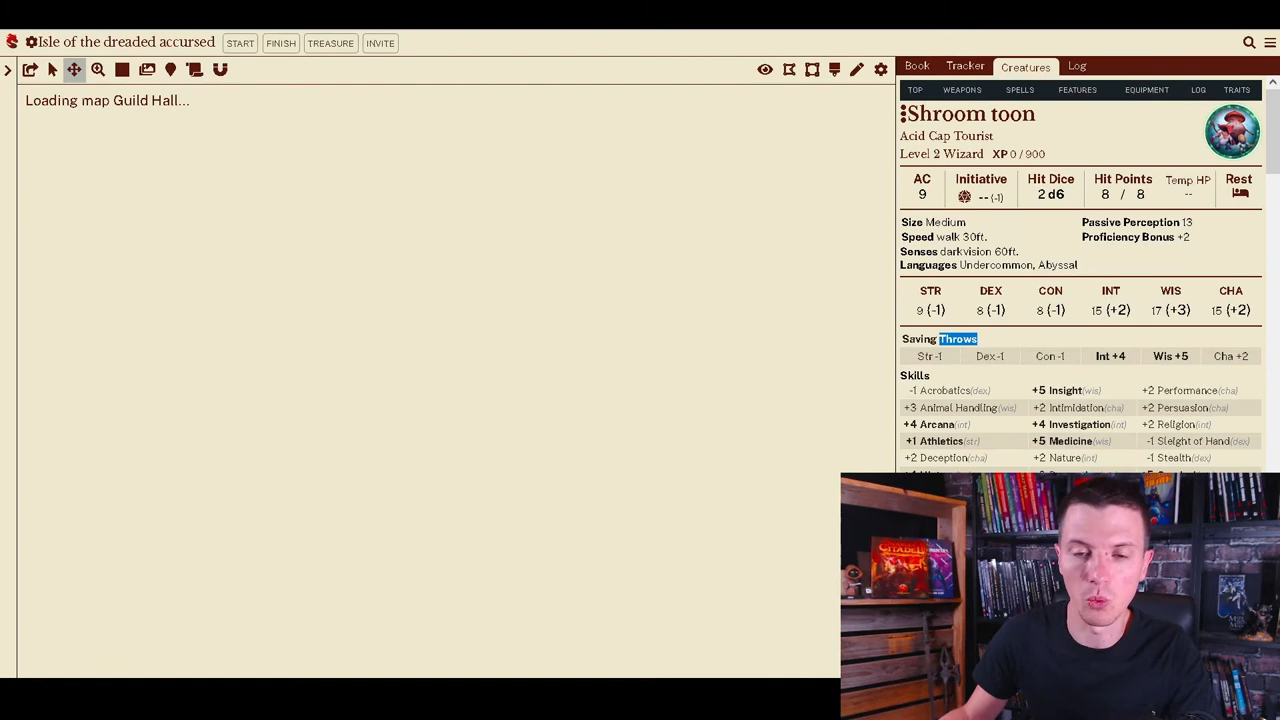 Isle of the dreaded accursed START FINISH TREASURE INVITE
Book Tracker Creatures Log
TOP WEAPONS SPELLS FEATURES EQUIPMENT LOG TRAITS
Loading map Guild Hall...
Shroom toon
Acid Cap Tourist
Level 2 Wizard XP 0 / 900
AC Initiative Hit Dice Hit Points Temp HP Rest
9 -- (-1) 2 d6 8 / 8 --
Size Medium Passive Perception 13
Speed walk 30ft. Proficiency Bonus +2
Senses darkvision 60ft.
Languages Undercommon, Abyssal
STR DEX CON INT WIS CHA
9 (-1) 8 (-1) 8 (-1) 15 (+2) 17 (+3) 15 (+2)
Saving Throws
Str -1 Dex -1 Con -1 Int +4 Wis +5 Cha +2
Skills
-1 Acrobatics(dex) +5 Insight(wis) +2 Performance(cha)
+3 Animal Handling(wis) +2 Intimidation(cha) +2 Persuasion(cha)
+4 Arcana(int) +4 Investigation(int) +2 Religion(int)
+1 Athletics(str) +5 Medicine(wis) -1 Sleight of Hand(dex)
+2 Deception(cha) +2 Nature(int) -1 Stealth(dex)
CITADEL